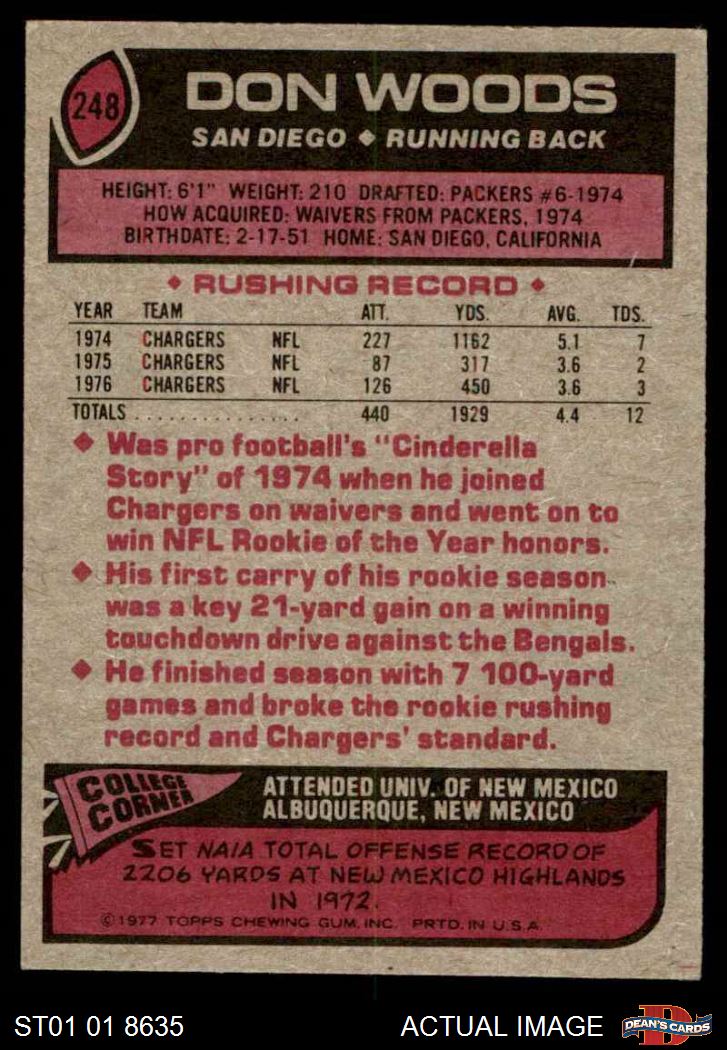 248
DON WOODS
SAN DIEGO ◆ RUNNING BACK
HEIGHT: 6'1" WEIGHT: 210 DRAFTED: PACKERS #6-1974
HOW ACQUIRED: WAIVERS FROM PACKERS, 1974
BIRTHDATE: 2-17-51 HOME: SAN DIEGO, CALIFORNIA
◆ RUSHING RECORD ◆
YEAR TEAM ATT. YDS. AVG. TDS.
1974 CHARGERS NFL 227 1162 5.1 7
1975 CHARGERS NFL 87 317 3.6 2
1976 CHARGERS NFL 126 450 3.6 3
TOTALS . . . . . . . . . . . . . . . 440 1929 4.4 12
◆ Was pro football's "Cinderella
Story" of 1974 when he joined
Chargers on waivers and went on to
win NFL Rookie of the Year honors.
◆ His first carry of his rookie season
was a key 21-yard gain on a winning
touchdown drive against the Bengals.
◆ He finished season with 7 100-yard
games and broke the rookie rushing
record and Chargers' standard.
COLLEGE
CORNER
ATTENDED UNIV. OF NEW MEXICO
ALBUQUERQUE, NEW MEXICO
SET NAIA TOTAL OFFENSE RECORD OF
2206 YARDS AT NEW MEXICO HIGHLANDS
IN 1972.
©1977 TOPPS CHEWING GUM, INC. PRTD. IN U.S.A.
ST01 01 8635
ACTUAL IMAGE
D
DEAN'S CARDS